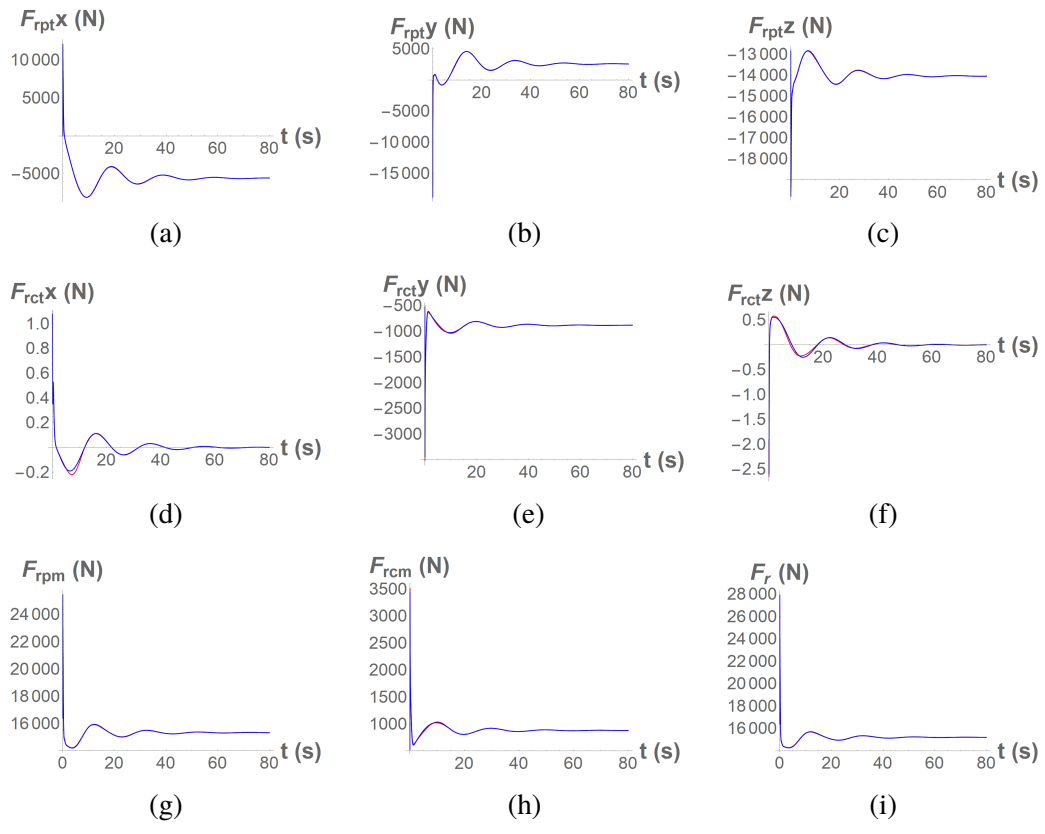 F_rpt x (N)
10 000
5000
−5000
20 40 60 80
t (s)
(a)
F_rpt y (N)
5000
−5000
−10 000
−15 000
20 40 60 80
t (s)
(b)
F_rpt z (N)
−13 000
−14 000
−15 000
−16 000
−17 000
−18 000
20 40 60 80
t (s)
(c)
F_rct x (N)
1.0
0.8
0.6
0.4
0.2
−0.2
20 40 60 80
t (s)
(d)
F_rct y (N)
−500
−1000
−1500
−2000
−2500
−3000
20 40 60 80
t (s)
(e)
F_rct z (N)
0.5
−0.5
−1.0
−1.5
−2.0
−2.5
20 40 60 80
t (s)
(f)
F_rpm (N)
24 000
22 000
20 000
18 000
16 000
0 20 40 60 80
t (s)
(g)
F_rcm (N)
3500
3000
2500
2000
1500
1000
20 40 60 80
t (s)
(h)
F_r (N)
28 000
26 000
24 000
22 000
20 000
18 000
16 000
0 20 40 60 80
t (s)
(i)